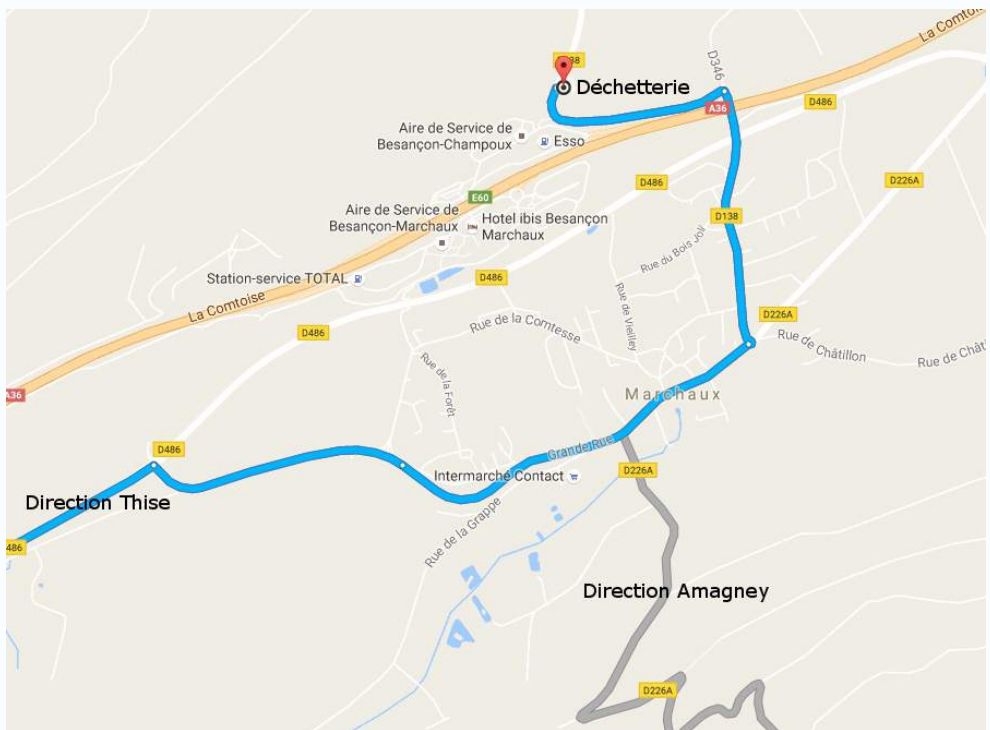 La Comtoise
D346
Déchetterie
A36
D486
Aire de Service de
Besançon-Champoux
Esso
D486
D226A
E60
Aire de Service de
Besançon-Marchaux
Hotel ibis Besançon
Marchaux
D138
Rue du Bois Joli
Station-service TOTAL
D486
La Comtoise
Rue de Vieilley
D226A
D486
Rue de la Comtesse
Rue de Châtillon
Rue de Chât
Rue de la Forêt
A36
Marchaux
D486
Grande Rue
Intermarché Contact
D226A
Direction Thise
486
Rue de la Grappe
Direction Amagney
D226A